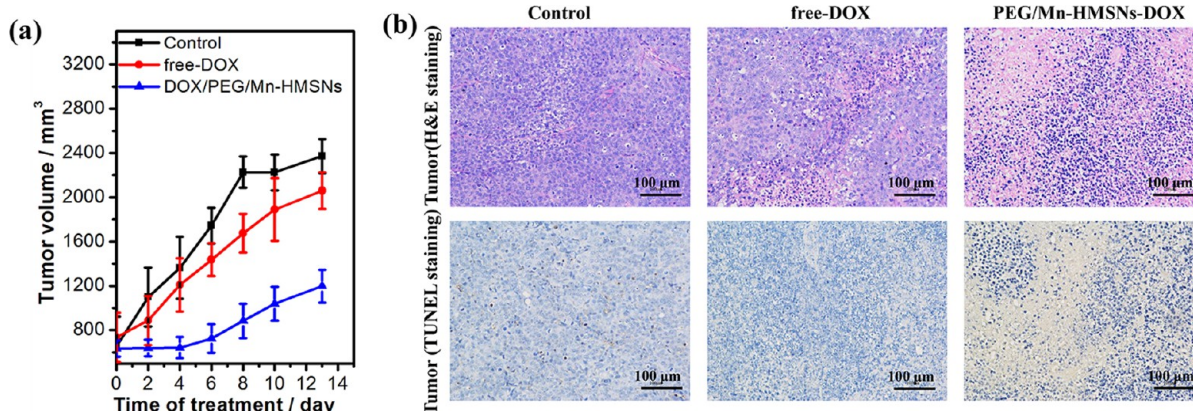 (a)
Control
free-DOX
DOX/PEG/Mn-HMSNs
Tumor volume / mm³
3200
2800
2400
2000
1600
1200
800
0 2 4 6 8 10 12 14
Time of treatment / day
(b)
Control free-DOX PEG/Mn-HMSNs-DOX
Tumor(H&E staining)
100 μm 100 μm 100 μm
Tumor (TUNEL staining)
100 μm 100 μm 100 μm